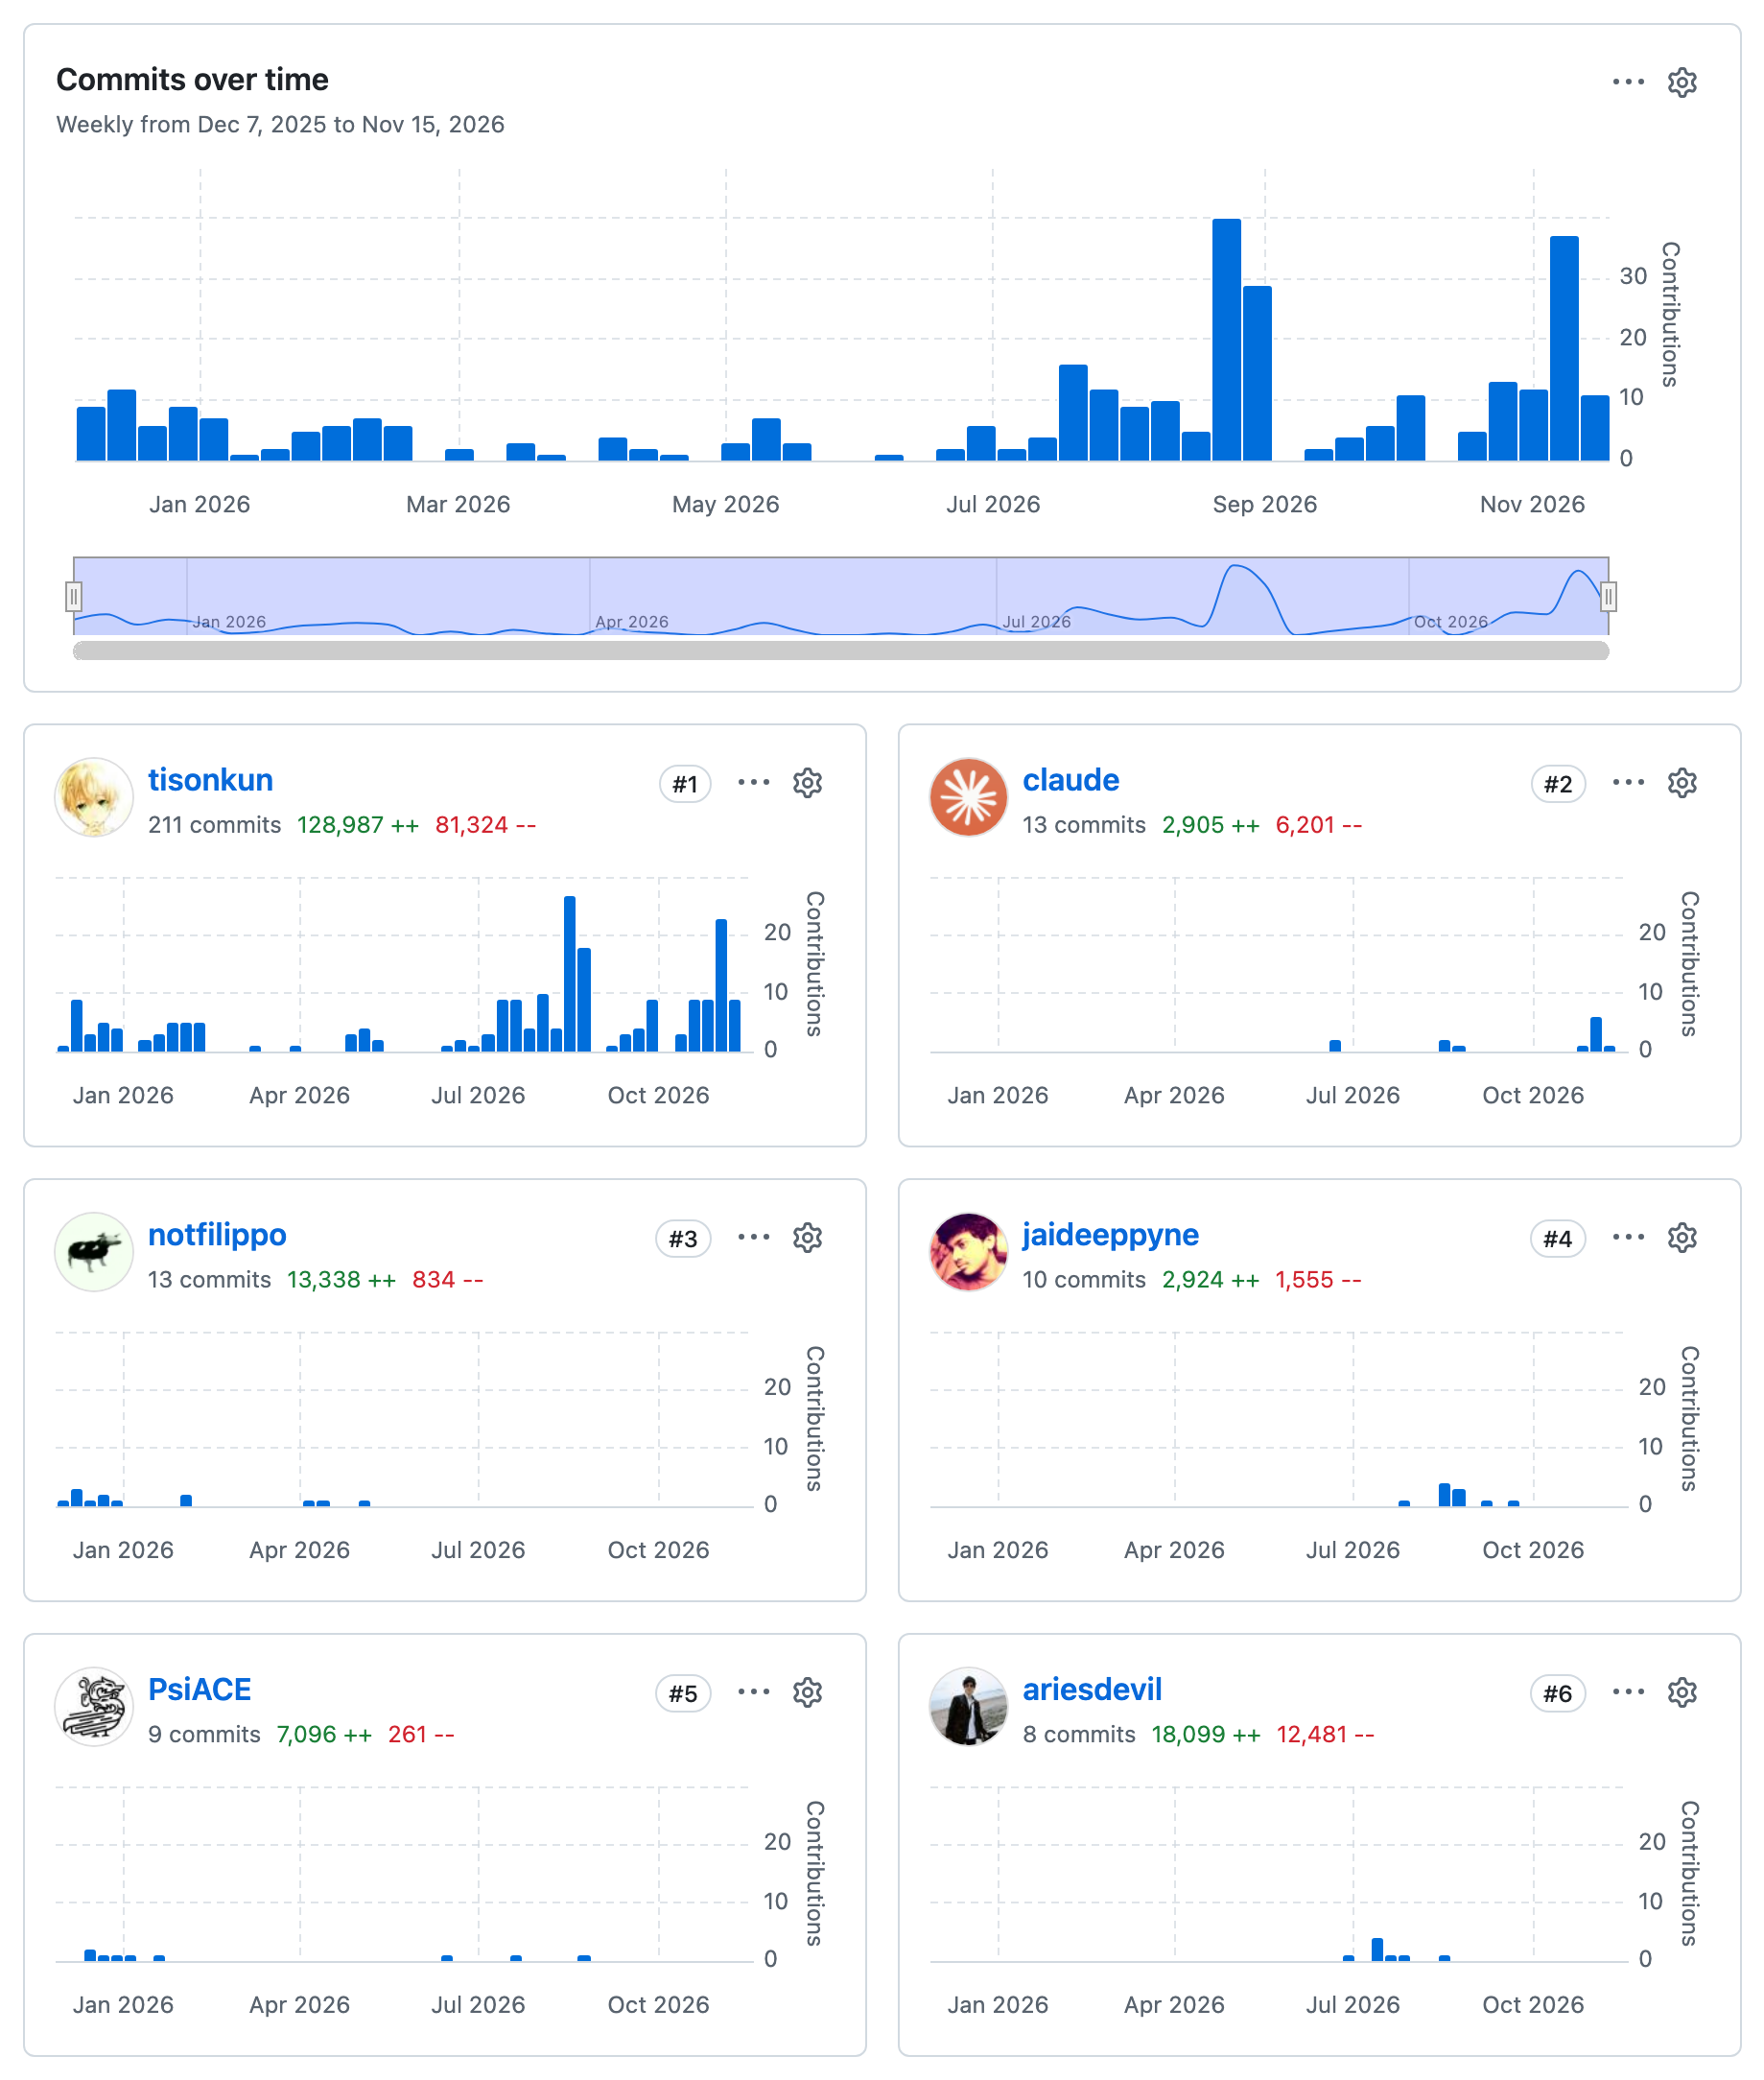 Commits over time
Weekly from Dec 7, 2025 to Nov 15, 2026
30
20
10
0
Contributions
Jan 2026 Mar 2026 May 2026 Jul 2026 Sep 2026 Nov 2026
Jan 2026 Apr 2026 Jul 2026 Oct 2026
tisonkun #1
211 commits 128,987 ++ 81,324 --
20
10
0
Contributions
Jan 2026 Apr 2026 Jul 2026 Oct 2026
claude #2
13 commits 2,905 ++ 6,201 --
20
10
0
Contributions
Jan 2026 Apr 2026 Jul 2026 Oct 2026
notfilippo #3
13 commits 13,338 ++ 834 --
20
10
0
Contributions
Jan 2026 Apr 2026 Jul 2026 Oct 2026
jaideeppyne #4
10 commits 2,924 ++ 1,555 --
20
10
0
Contributions
Jan 2026 Apr 2026 Jul 2026 Oct 2026
PsiACE #5
9 commits 7,096 ++ 261 --
20
10
0
Contributions
Jan 2026 Apr 2026 Jul 2026 Oct 2026
ariesdevil #6
8 commits 18,099 ++ 12,481 --
20
10
0
Contributions
Jan 2026 Apr 2026 Jul 2026 Oct 2026